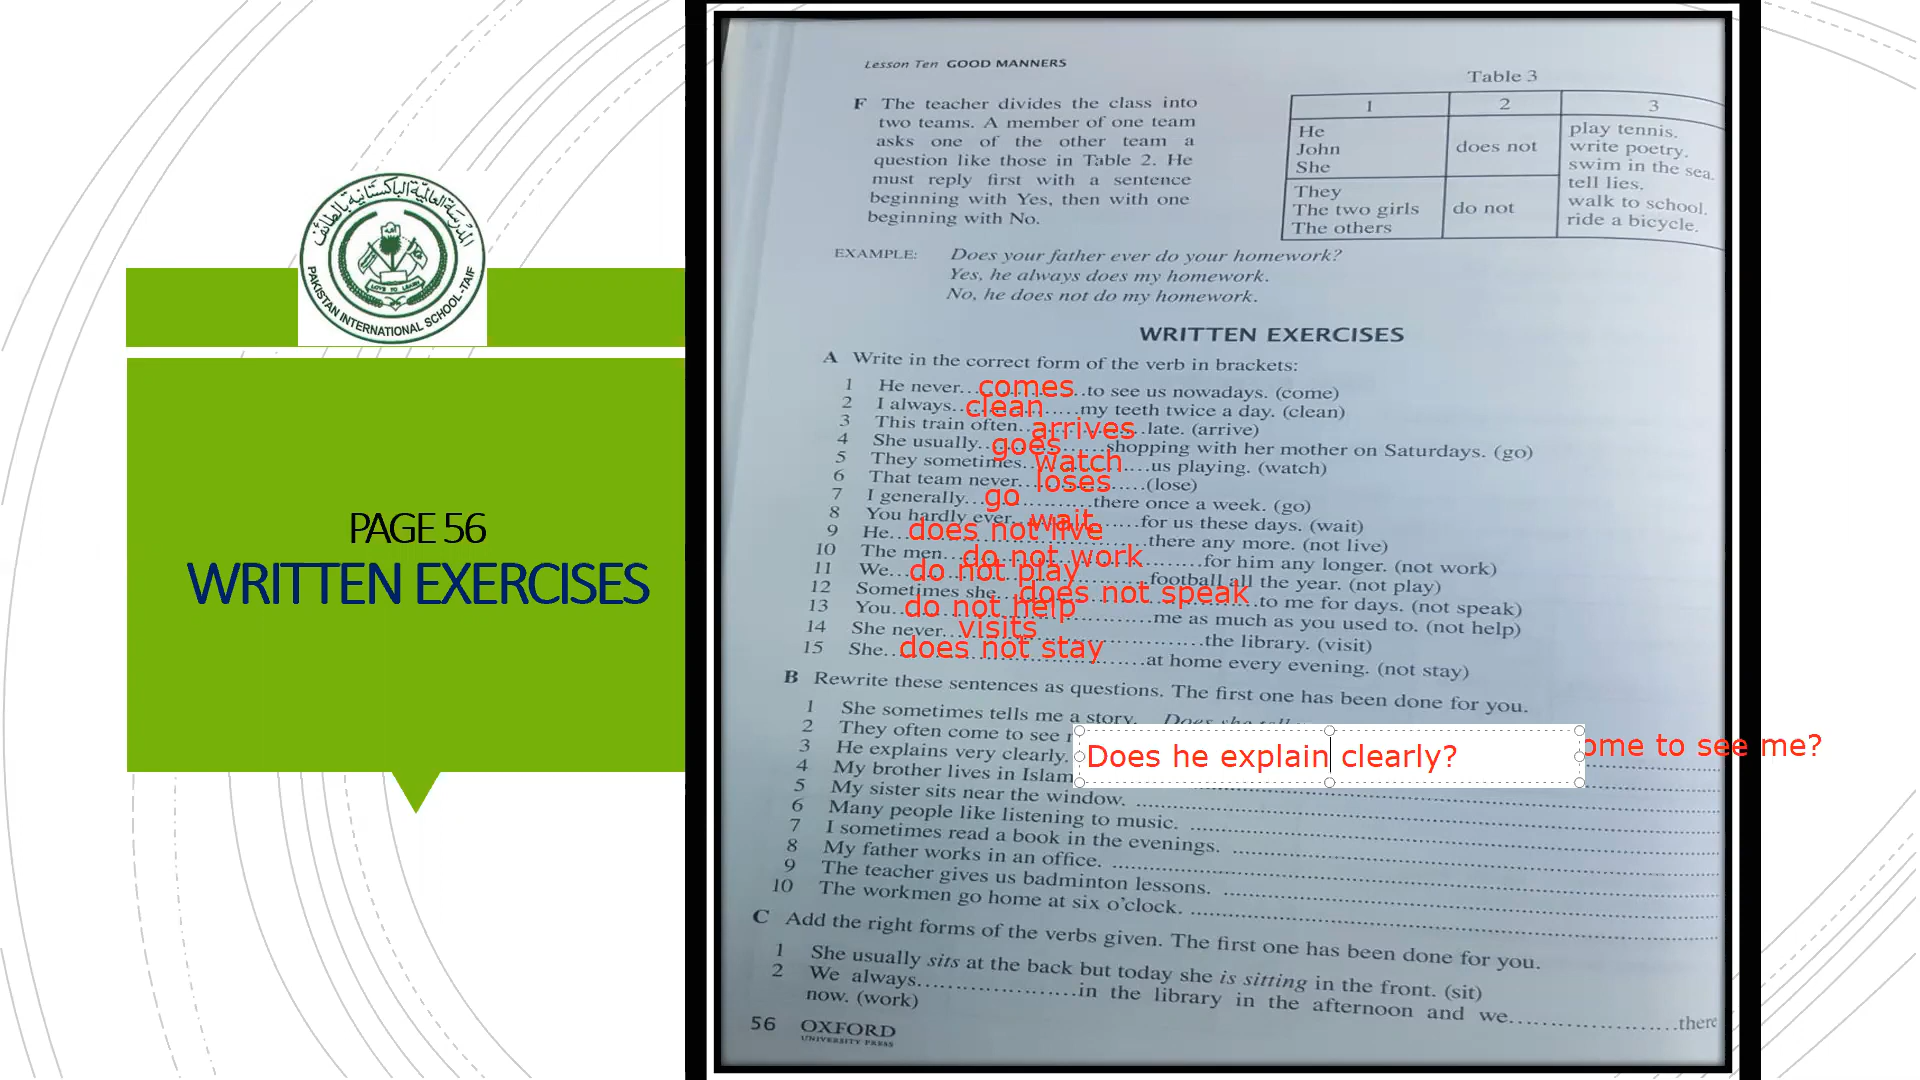 المدرسة العالمية الباكستانية بالطائف
LOVE TO LEARN
PAKISTAN INTERNATIONAL SCHOOL-TAIF
PAGE 56
WRITTEN EXERCISES
Lesson Ten GOOD MANNERS
F The teacher divides the class into
two teams. A member of one team
asks one of the other team a
question like those in Table 2. He
must reply first with a sentence
beginning with Yes, then with one
beginning with No.
Table 3
1 2 3
He
John
She
does not
They
The two girls
The others
do not
play tennis.
write poetry.
swim in the sea.
tell lies.
walk to school.
ride a bicycle.
EXAMPLE: Does your father ever do your homework?
Yes, he always does my homework.
No, he does not do my homework.
WRITTEN EXERCISES
A Write in the correct form of the verb in brackets:
1 He never...comes...to see us nowadays. (come)
2 I always...clean...my teeth twice a day. (clean)
3 This train often...arrives...late. (arrive)
4 She usually...goes...shopping with her mother on Saturdays. (go)
5 They sometimes...watch...us playing. (watch)
6 That team never...loses...(lose)
7 I generally...go...there once a week. (go)
8 You hardly ever...wait...for us these days. (wait)
9 He...does not live...there any more. (not live)
10 The men...do not work...for him any longer. (not work)
11 We...do not play...football all the year. (not play)
12 Sometimes she...does not speak...to me for days. (not speak)
13 You...do not help...me as much as you used to. (not help)
14 She never...visits...the library. (visit)
15 She...does not stay...at home every evening. (not stay)
B Rewrite these sentences as questions. The first one has been done for you.
1 She sometimes tells me a story. Does she tell
2 They often come to see ome to see me?
3 He explains very clearly. Does he explain clearly?
4 My brother lives in Islam
5 My sister sits near the window. ...
6 Many people like listening to music. ...
7 I sometimes read a book in the evenings. ...
8 My father works in an office. ...
9 The teacher gives us badminton lessons. ...
10 The workmen go home at six o'clock. ...
C Add the right forms of the verbs given. The first one has been done for you.
1 She usually sits at the back but today she is sitting in the front. (sit)
2 We always...in the library in the afternoon and we...there
now. (work)
56 OXFORD
UNIVERSITY PRESS